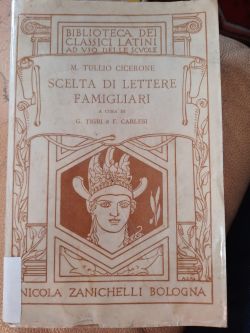 BIBLIOTECA DEI
CLASSICI LATINI
AD USO DELLE SCUOLE
M. TULLIO CICERONE
SCELTA DI LETTERE
FAMIGLIARI
A CURA DI
G. TIGRI e F. CARLESI
NICOLA ZANICHELLI BOLOGNA